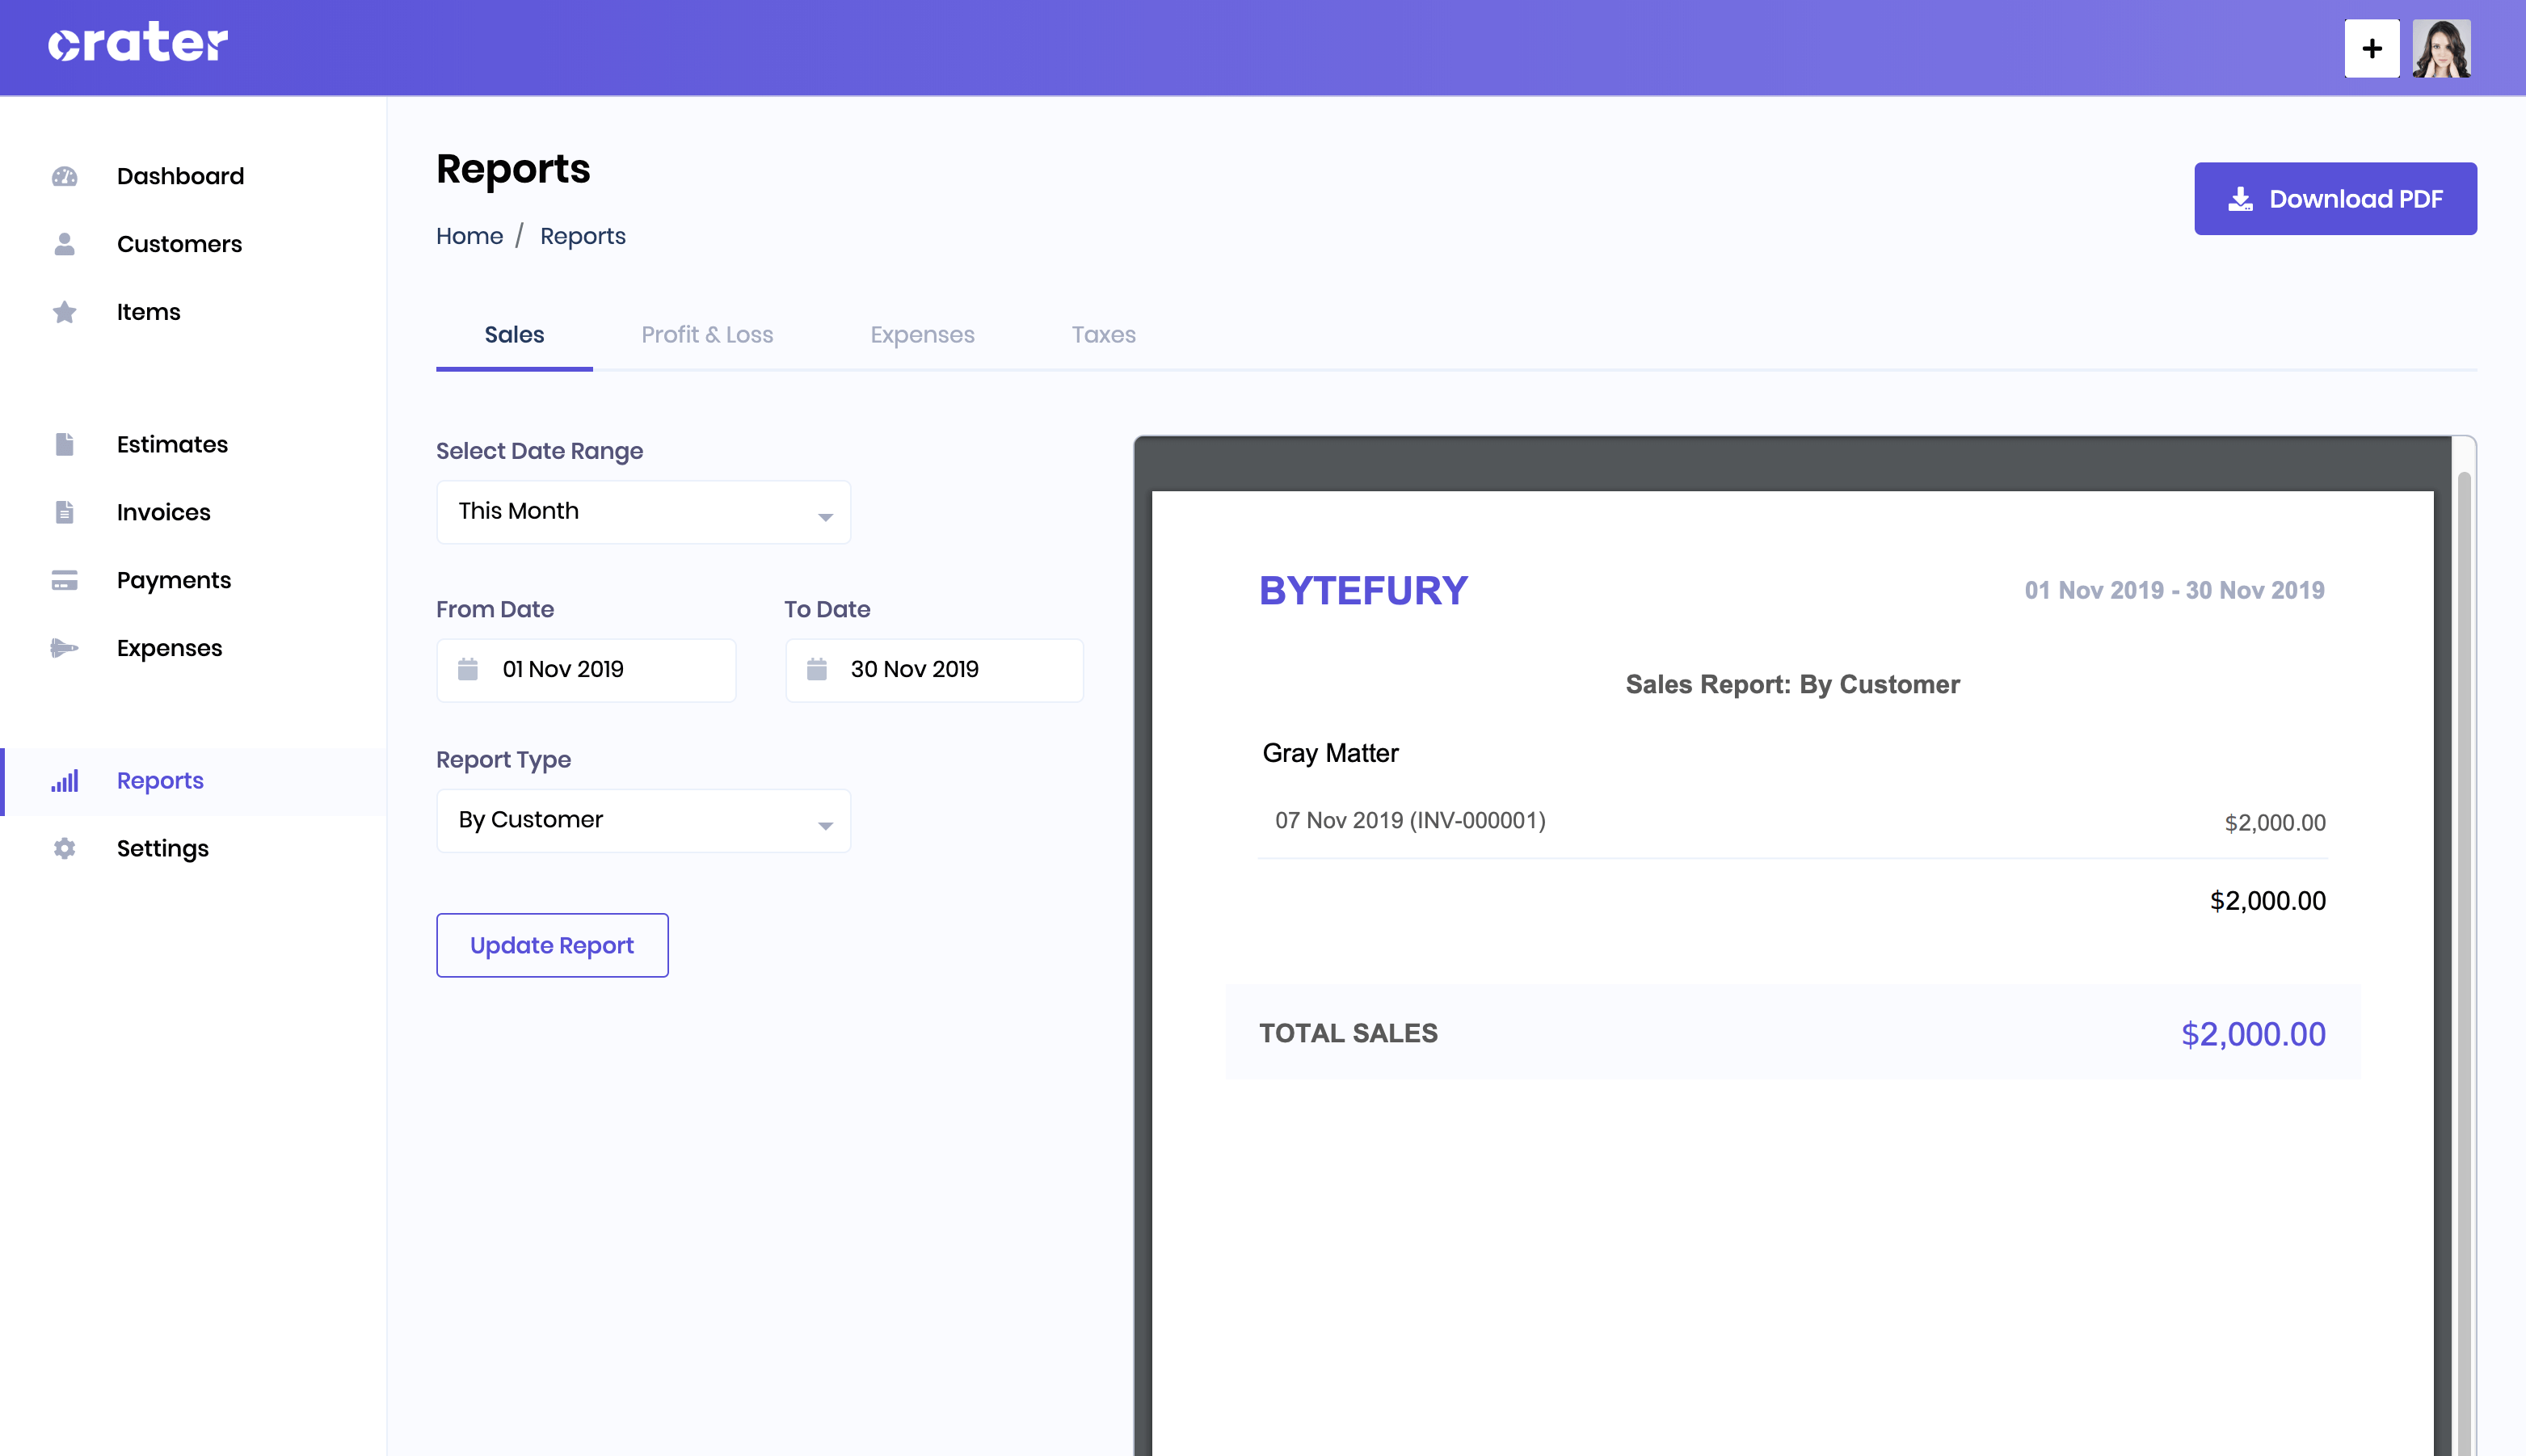 crater
Dashboard
Customers
Items
Estimates
Invoices
Payments
Expenses
Reports
Settings
Reports
Home / Reports
Download PDF
Sales Profit & Loss Expenses Taxes
Select Date Range
This Month
From Date To Date
01 Nov 2019 30 Nov 2019
Report Type
By Customer
Update Report
BYTEFURY 01 Nov 2019 - 30 Nov 2019
Sales Report: By Customer
Gray Matter
07 Nov 2019 (INV-000001) $2,000.00
$2,000.00
TOTAL SALES $2,000.00